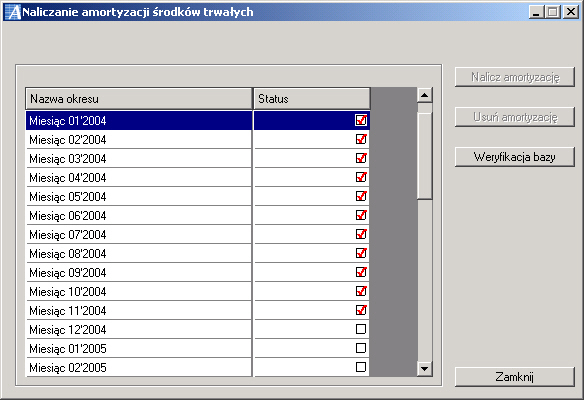 Naliczanie amortyzacji środków trwałych
Nalicz amortyzację
Usuń amortyzację
Weryfikacja bazy
Nazwa okresu Status
Miesiąc 01'2004
Miesiąc 02'2004
Miesiąc 03'2004
Miesiąc 04'2004
Miesiąc 05'2004
Miesiąc 06'2004
Miesiąc 07'2004
Miesiąc 08'2004
Miesiąc 09'2004
Miesiąc 10'2004
Miesiąc 11'2004
Miesiąc 12'2004
Miesiąc 01'2005
Miesiąc 02'2005
Zamknij